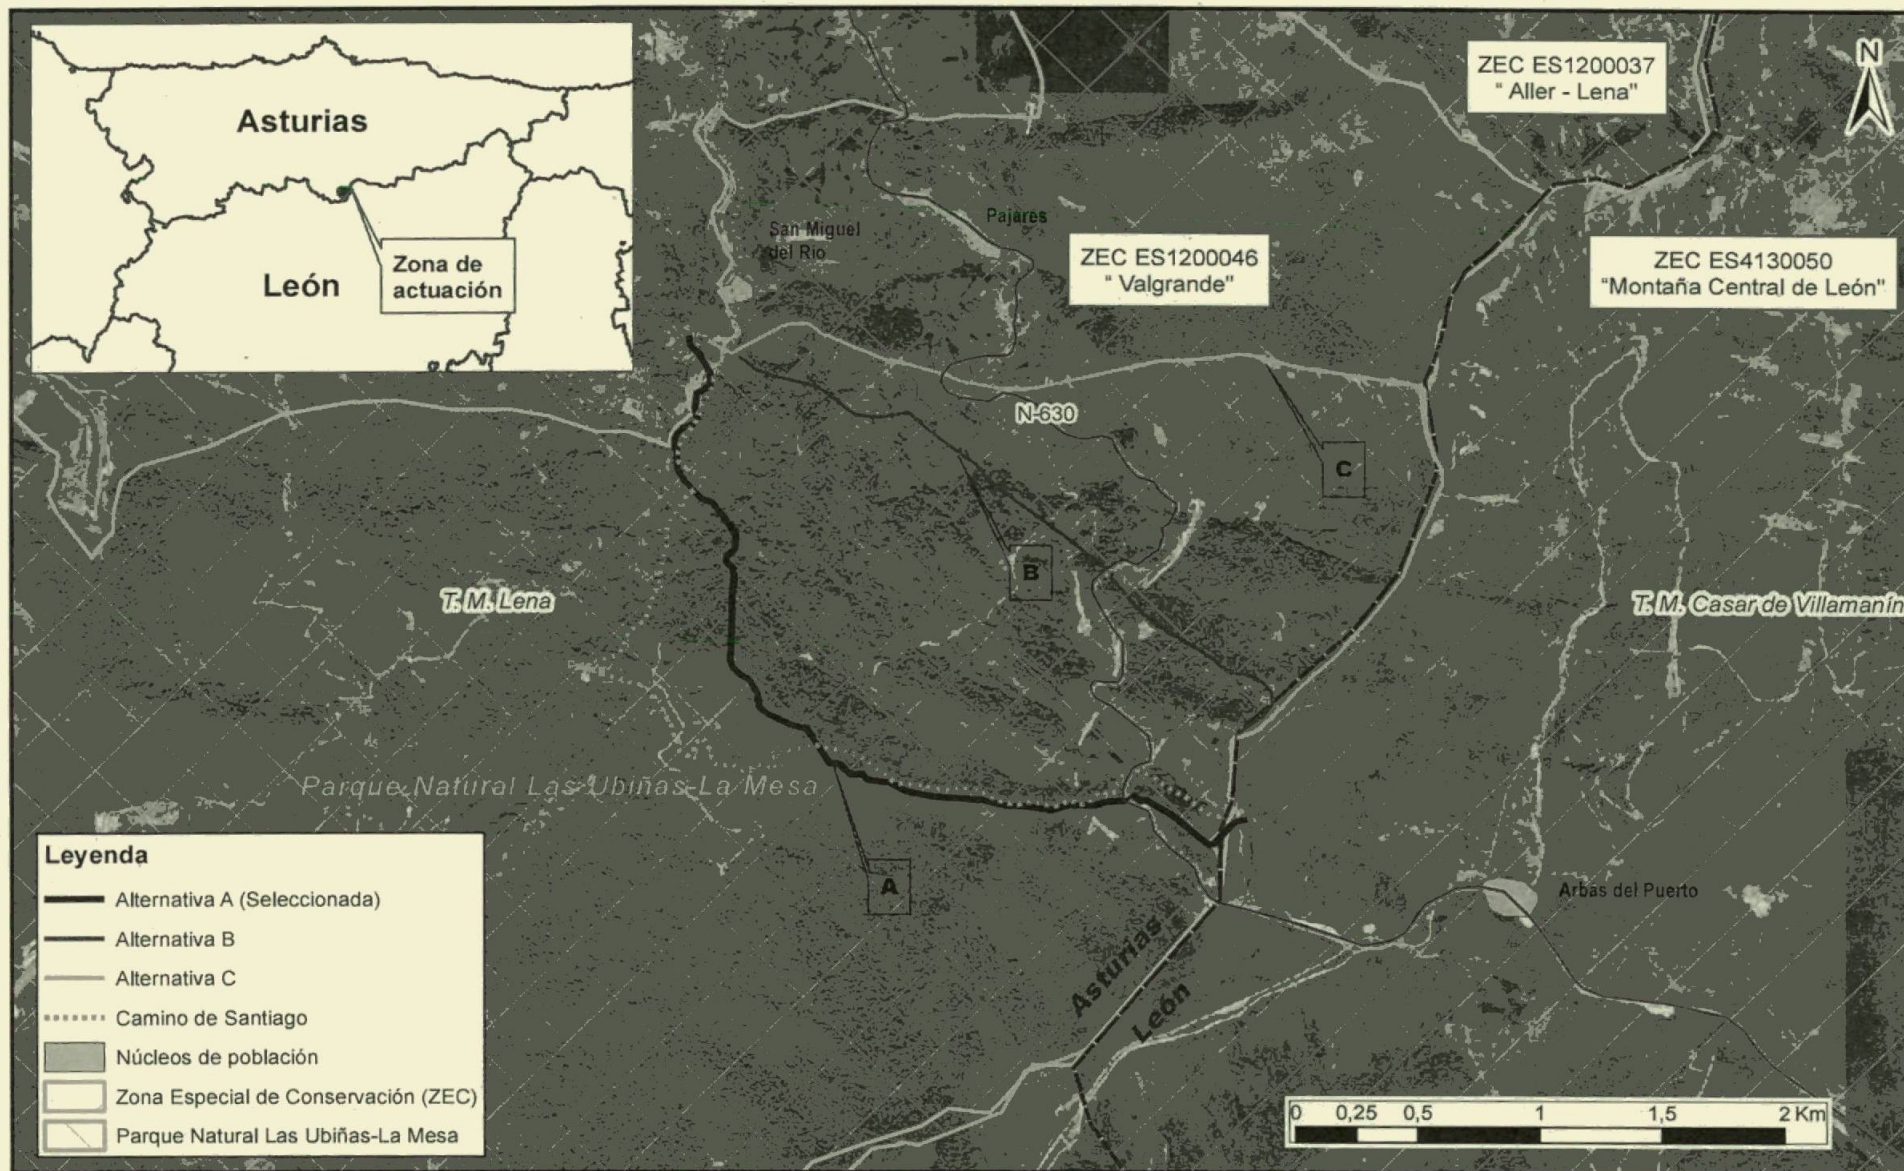 Asturias
León
Zona de
actuación
ZEC ES1200037
" Aller - Lena"
N
San Miguel
del Rio
Pajares
ZEC ES1200046
" Valgrande"
ZEC ES4130050
"Montaña Central de León"
N-630
C
B
T. M. Lena
T. M. Casar de Villamanín
Parque Natural Las Ubiñas-La Mesa
A
Arbas del Puerto
Asturias
León
Leyenda
Alternativa A (Seleccionada)
Alternativa B
Alternativa C
Camino de Santiago
Núcleos de población
Zona Especial de Conservación (ZEC)
Parque Natural Las Ubiñas-La Mesa
0 0,25 0,5 1 1,5 2 Km